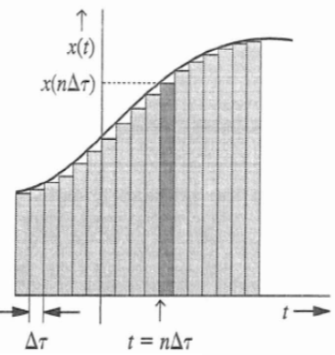 x(t)
x(nΔτ)
t
Δτ
t = nΔτ